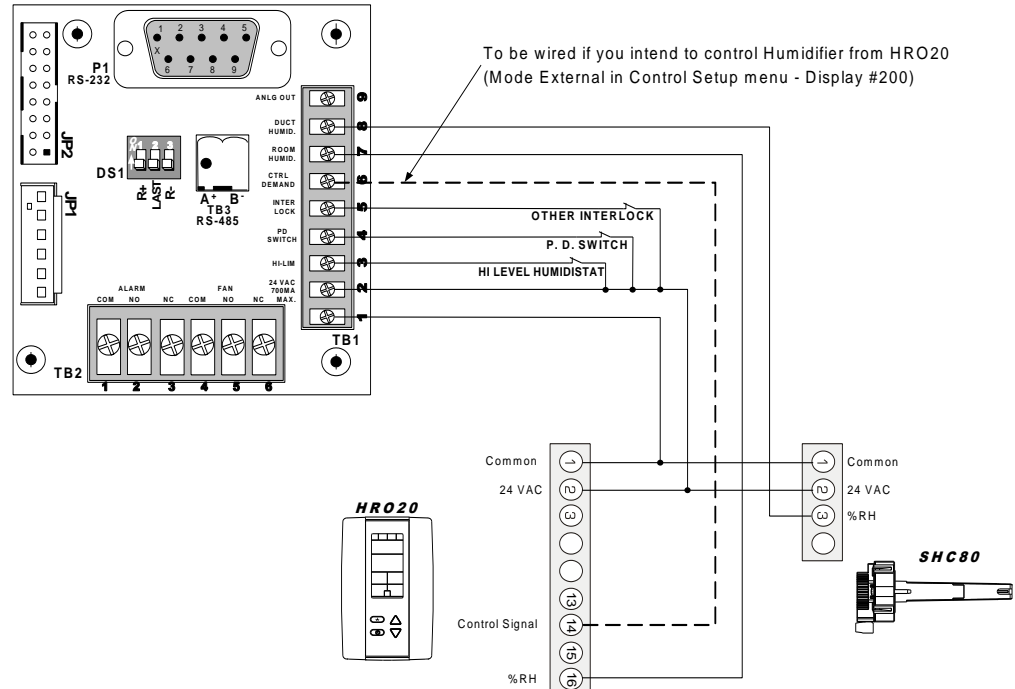 1 2 3 4 5
X
6 7 8 9
P1
RS-232
JP2
DS1
1 2 3
R+
LAST
R-
A+ B-
TB3
RS-485
JP1
ANLG OUT 9
DUCT
HUMID. 8
ROOM
HUMID. 7
CTRL
DEMAND 6
INTER
LOCK 5
PD
SWITCH 4
HI-LIM 3
24 VAC
700MA
MAX. 2
1
TB1
ALARM FAN
COM NO NC COM NO NC
TB2
1 2 3 4 5 6
To be wired if you intend to control Humidifier from HRO20
(Mode External in Control Setup menu - Display #200)
OTHER INTERLOCK
P. D. SWITCH
HI LEVEL HUMIDISTAT
HRO20
Common 1
24 VAC 2
3
13
Control Signal 14
15
%RH 16
1 Common
2 24 VAC
3 %RH
SHC80